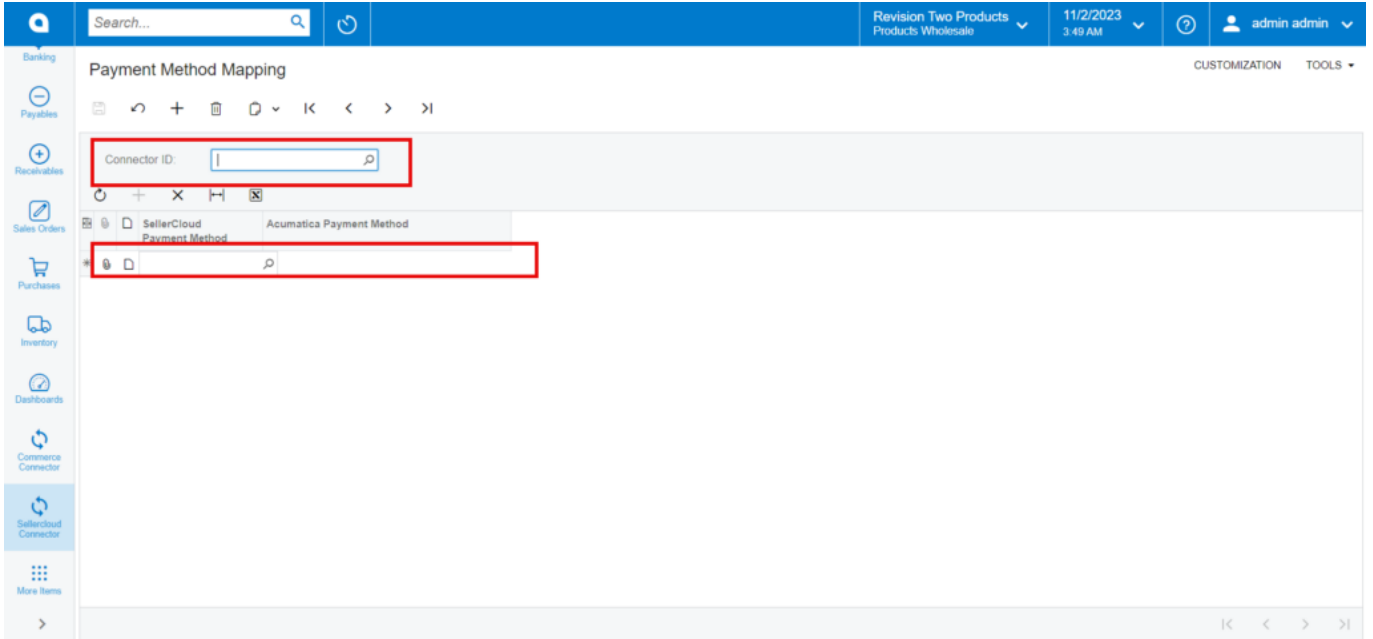 Search...
Revision Two Products
Products Wholesale
11/2/2023
3:49 AM
admin admin
Banking
Payment Method Mapping
CUSTOMIZATION
TOOLS
Payables
Connector ID:
Receivables
SellerCloud
Payment Method
Acumatica Payment Method
Sales Orders
Purchases
Inventory
Dashboards
Commerce
Connector
Sellercloud
Connector
More Items